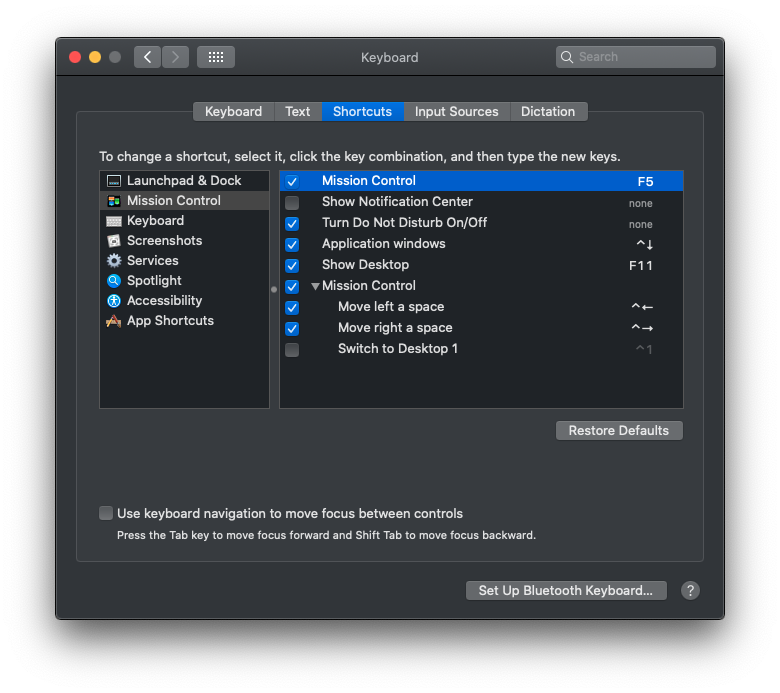 Keyboard
Search
Keyboard Text Shortcuts Input Sources Dictation
To change a shortcut, select it, click the key combination, and then type the new keys.
Launchpad & Dock
Mission Control
Keyboard
Screenshots
Services
Spotlight
Accessibility
App Shortcuts
Mission Control F5
Show Notification Center none
Turn Do Not Disturb On/Off none
Application windows ^↓
Show Desktop F11
Mission Control
Move left a space ^←
Move right a space ^→
Switch to Desktop 1 ^1
Restore Defaults
Use keyboard navigation to move focus between controls
Press the Tab key to move focus forward and Shift Tab to move focus backward.
Set Up Bluetooth Keyboard... ?